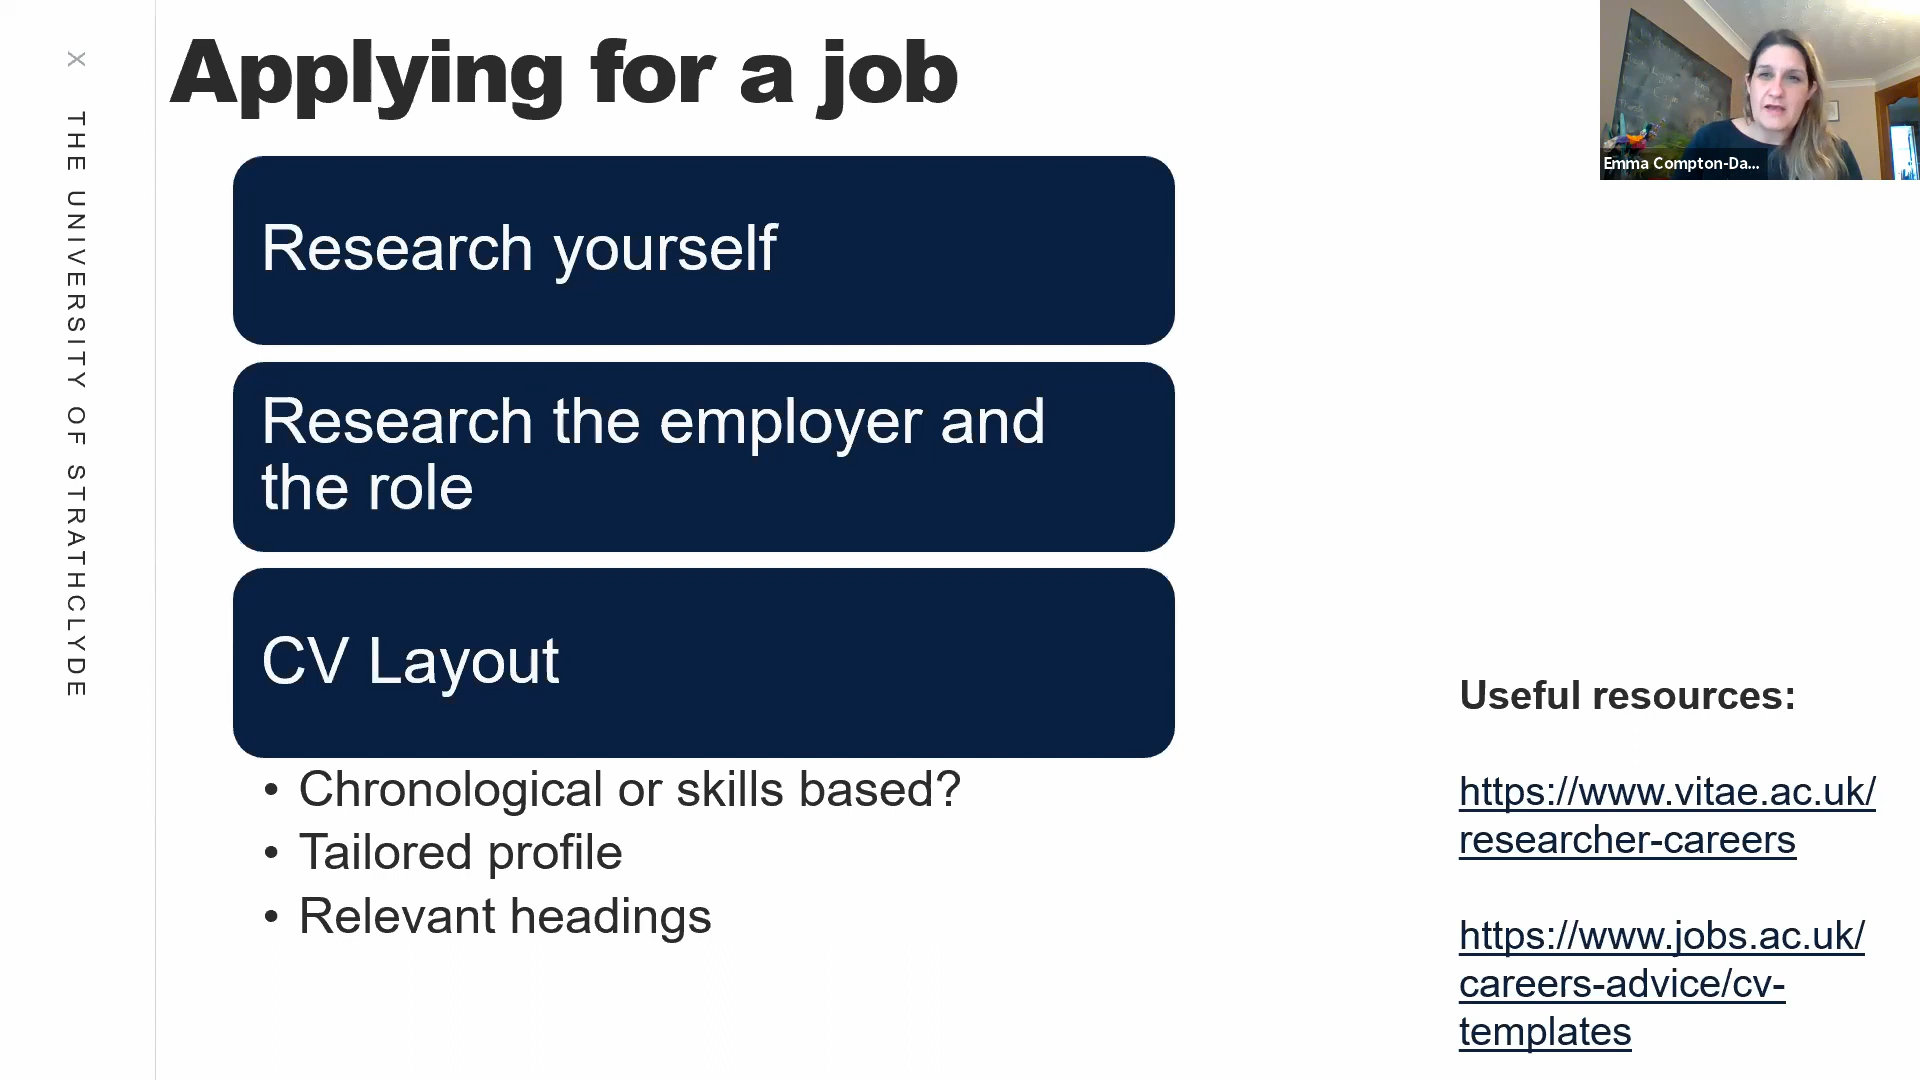 X THE UNIVERSITY OF STRATHCLYDE
Applying for a job
Research yourself
Research the employer and
the role
CV Layout
• Chronological or skills based?
• Tailored profile
• Relevant headings
Useful resources:
https://www.vitae.ac.uk/
researcher-careers
https://www.jobs.ac.uk/
careers-advice/cv-
templates
Emma Compton-Da...